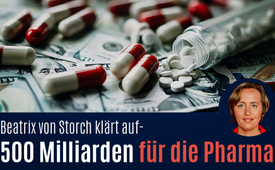 Beatrix von Storch klärt auf-
500 Milliarden für die Pharma